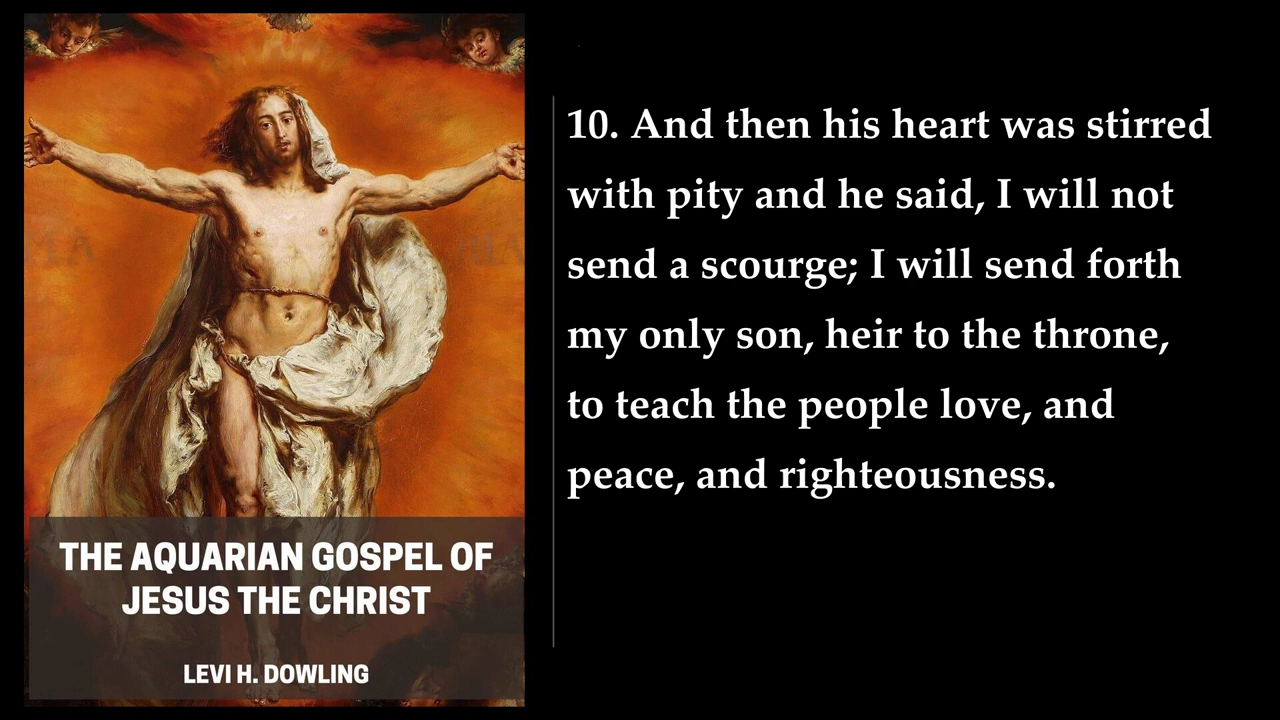 THE AQUARIAN GOSPEL OF
JESUS THE CHRIST
LEVI H. DOWLING
10. And then his heart was stirred
with pity and he said, I will not
send a scourge; I will send forth
my only son, heir to the throne,
to teach the people love, and
peace, and righteousness.